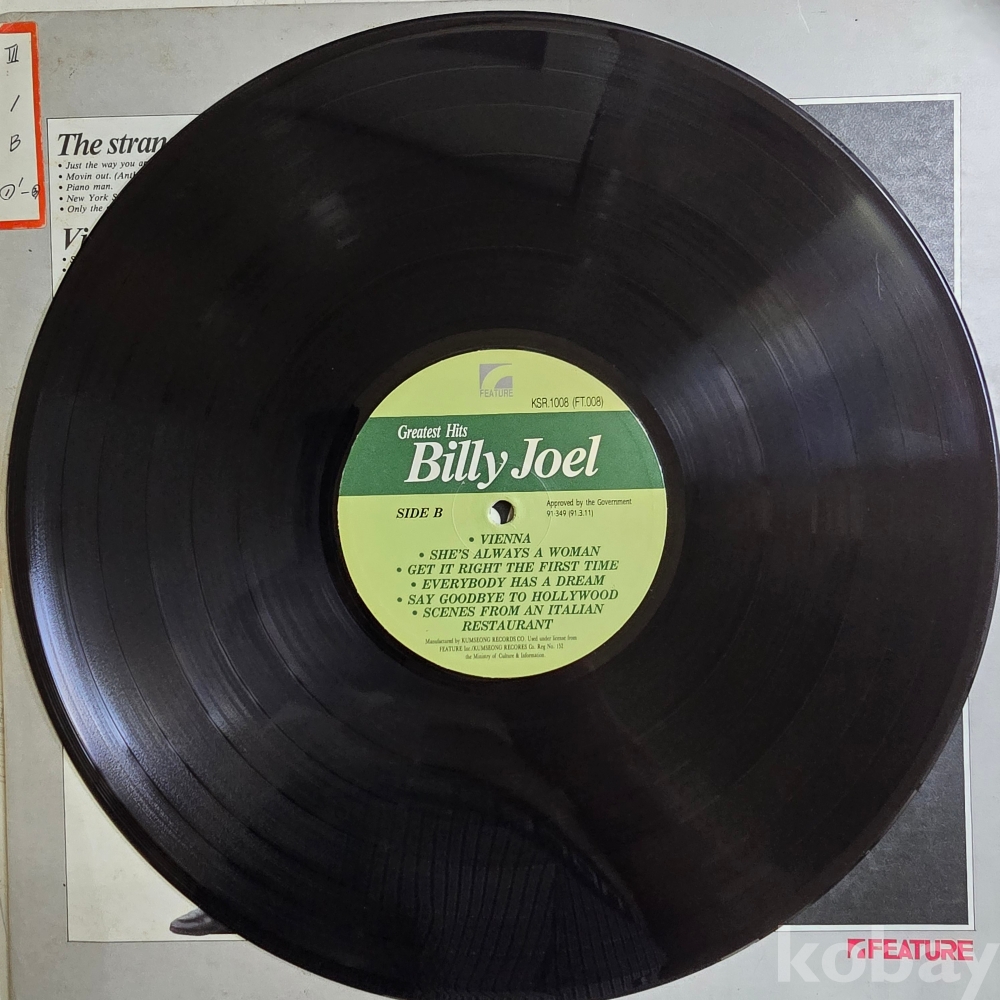 VI
/
B
The stran
• Just the way you a
• Movin out. (Ant
• Piano man.
• New York S
• Only the
Vi
FEATURE
KSR.1008 (FT.008)
Greatest Hits
Billy Joel
SIDE B
Approved by the Government
91-349 (91.3.11)
• VIENNA
• SHE'S ALWAYS A WOMAN
• GET IT RIGHT THE FIRST TIME
• EVERYBODY HAS A DREAM
• SAY GOODBYE TO HOLLYWOOD
• SCENES FROM AN ITALIAN
RESTAURANT
Manufactured by KUMSEONG RECORDS CO. Used under license from
FEATURE Inc./KUMSEONG RECORES Co. Reg No. 152
the Ministry of Culture & Information.
FEATURE
kobay